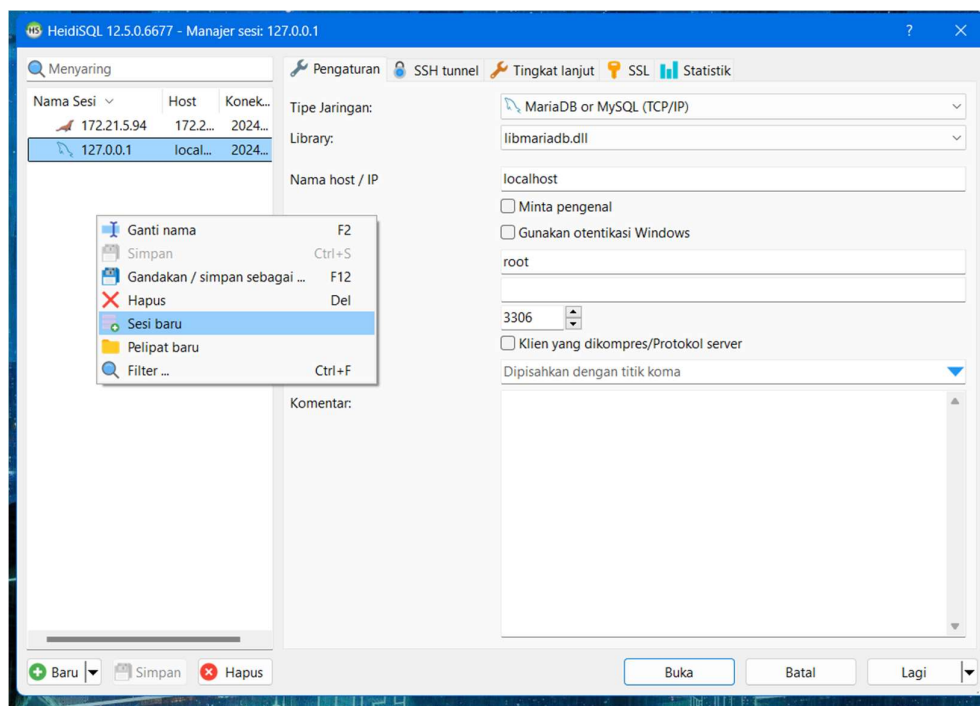 HeidiSQL 12.5.0.6677 - Manajer sesi: 127.0.0.1
Menyaring
Nama Sesi Host Konek...
172.21.5.94 172.2... 2024...
127.0.0.1 local... 2024...
Ganti nama F2
Simpan Ctrl+S
Gandakan / simpan sebagai ... F12
Hapus Del
Sesi baru
Pelipat baru
Filter ... Ctrl+F
Baru Simpan Hapus
Pengaturan SSH tunnel Tingkat lanjut SSL Statistik
Tipe Jaringan: MariaDB or MySQL (TCP/IP)
Library: libmariadb.dll
Nama host / IP localhost
Minta pengenal
Gunakan otentikasi Windows
root
3306
Klien yang dikompres/Protokol server
Dipisahkan dengan titik koma
Komentar:
Buka Batal Lagi